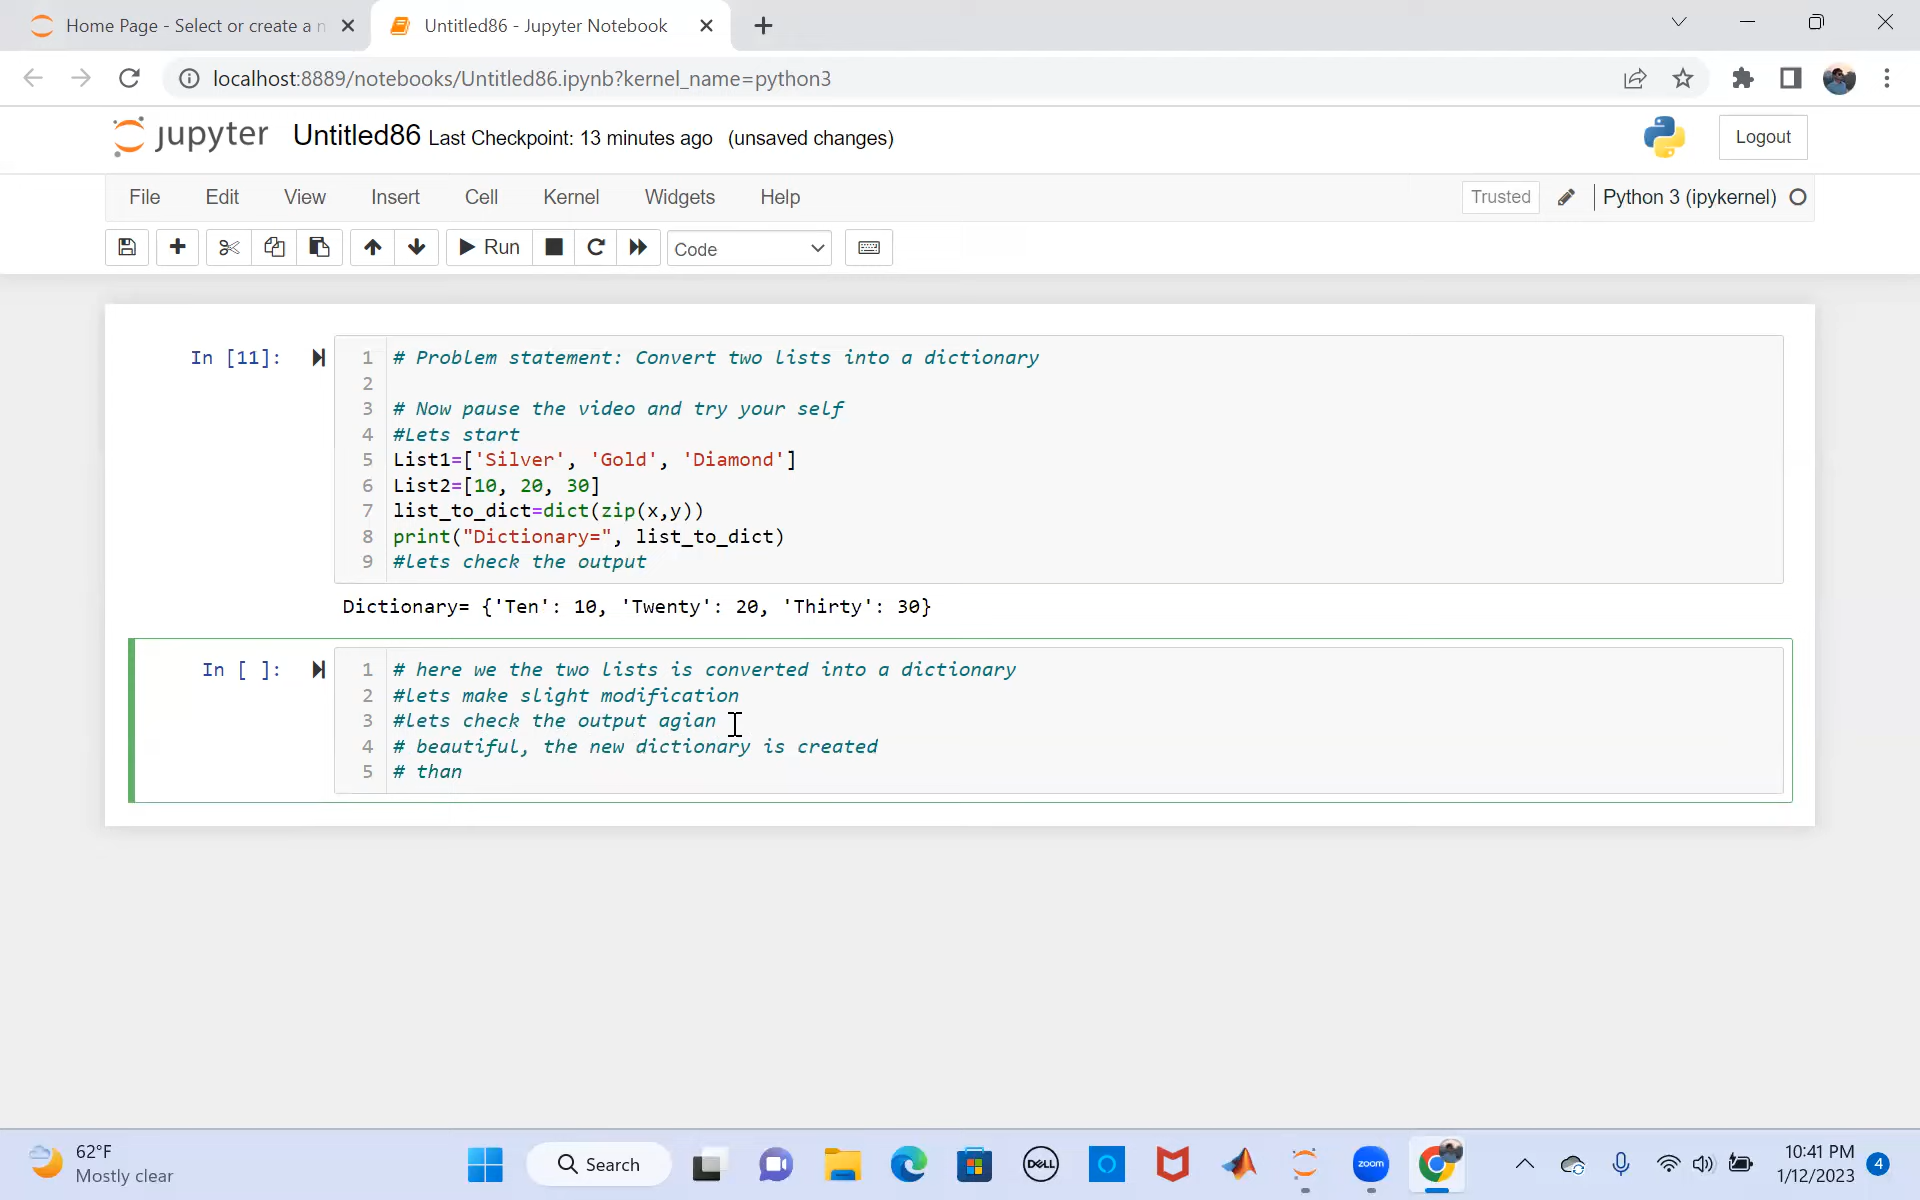 Home Page - Select or create a n
Untitled86 - Jupyter Notebook
localhost:8889/notebooks/Untitled86.ipynb?kernel_name=python3
jupyter Untitled86 Last Checkpoint: 13 minutes ago (unsaved changes)
Logout
File Edit View Insert Cell Kernel Widgets Help
Trusted Python 3 (ipykernel)
Run Code
In [11]:
1 # Problem statement: Convert two lists into a dictionary
2
3 # Now pause the video and try your self
4 #Lets start
5 List1=['Silver', 'Gold', 'Diamond']
6 List2=[10, 20, 30]
7 list_to_dict=dict(zip(x,y))
8 print("Dictionary=", list_to_dict)
9 #lets check the output
Dictionary= {'Ten': 10, 'Twenty': 20, 'Thirty': 30}
In [ ]:
1 # here we the two lists is converted into a dictionary
2 #lets make slight modification
3 #lets check the output agian
4 # beautiful, the new dictionary is created
5 # than
62°F
Mostly clear
Search
DELL
zoom
10:41 PM
1/12/2023
4